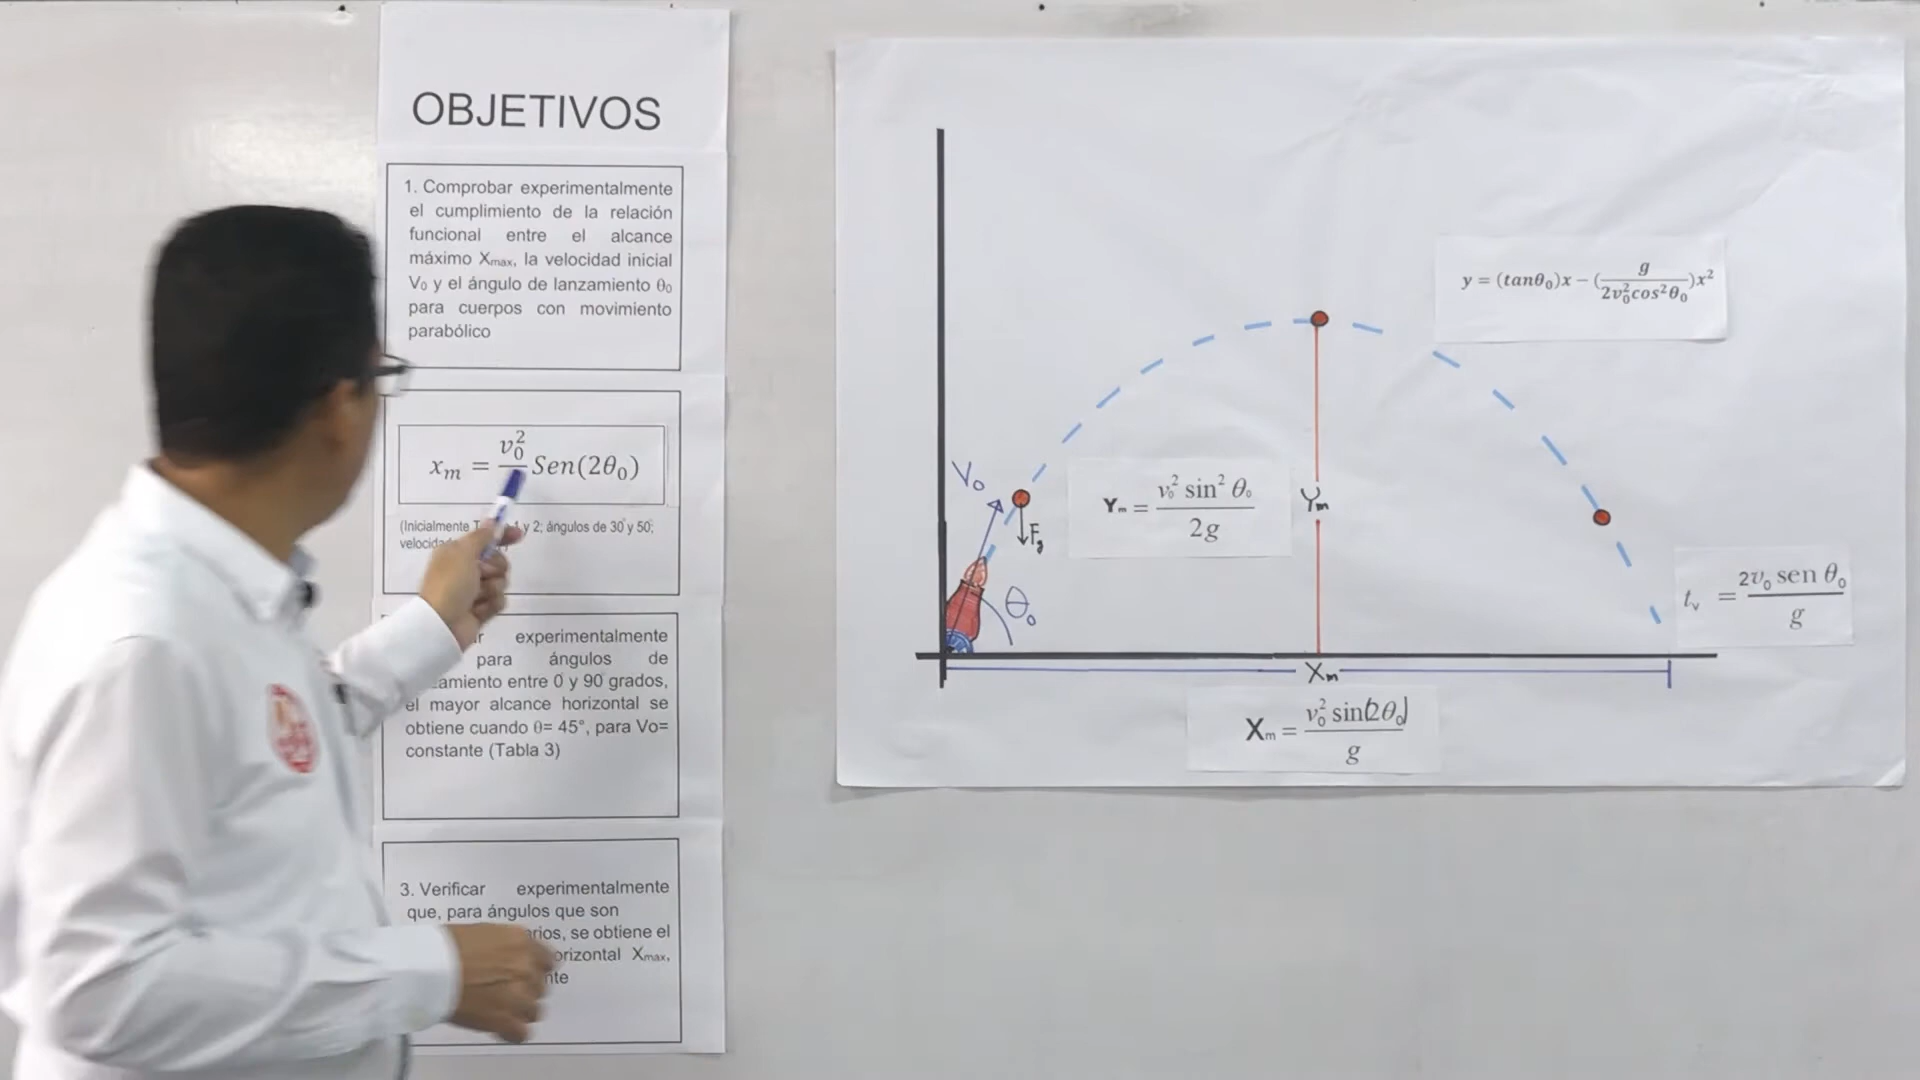 OBJETIVOS
1. Comprobar experimentalmente
el cumplimiento de la relación
funcional entre el alcance
máximo Xmax, la velocidad inicial
V₀ y el ángulo de lanzamiento θ₀
para cuerpos con movimiento
parabólico
xₘ = v₀² Sen(2θ₀)
(Inicialmente 1 y 2; ángulos de 30 y 50;
experimentalmente
para ángulos de
entre 0 y 90 grados,
el mayor alcance horizontal se
obtiene cuando θ= 45°, para Vo=
constante (Tabla 3)
3. Verificar experimentalmente
que, para ángulos que son
se obtiene el
Xmax,
y = (tanθ₀)x − (g / 2v₀²cos²θ₀)x²
V₀
Fg
θ₀
Yₘ = v₀² sin² θ₀ / 2g
Yₘ
tᵥ = 2v₀ sen θ₀ / g
Xₘ
Xₘ = v₀² sin(2θ₀) / g